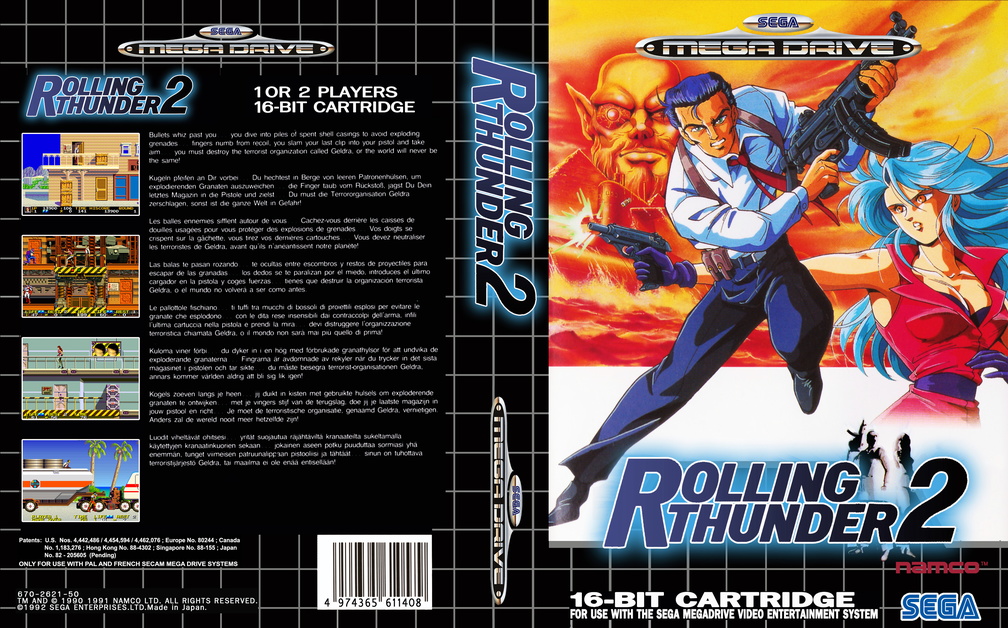 SEGA
MEGA DRIVE
ROLLING
THUNDER 2
1 OR 2 PLAYERS
16-BIT CARTRIDGE
Bullets whiz past you you dive into piles of spent shell casings to avoid exploding
grenades fingers numb from recoil, you slam your last clip into your pistol and take
aim you must destroy the terrorist organization called Geldra, or the world will never be
the same!
Kugeln pfeifen an Dir vorbei Du hechtest in Berge von leeren Patronenhülsen, um
explodierenden Granaten auszuweichen die Finger taub vom Rückstoß, jagst Du Dein
letztes Magazin in die Pistole und zielst Du must die Terrororganisation Geldra
zerschlagen, sonst ist die ganze Welt in Gefahr!
Les balles ennemies sifflent autour de vous Cachez-vous derrière les caisses de
douilles usagées pour vous protéger des explosions de grenades Vos doigts se
crispent sur la gâchette, vous tirez vos dernières cartouches Vous devez neutraliser
les terroristes de Geldra, avant qu'ils n'anéantissent notre planète!
Las balas te pasan rozando te ocultas entre escombros y restos de proyectiles para
escapar de las granadas los dedos se te paralizan por el miedo, introduces el último
cargador en la pistola y coges fuerzas tienes que destruir la organizacion terrorista
Geldra, o el mundo no volverá a ser como antes.
Le pallottole fischiano ti tuffi tra mucchi di bossoli di proiettili esplosi per evitare le
granate che esplodono con le dita rese insensibili dai contraccolpi dell'arma, infili
l'ultima cartuccia nella pistola e prendi la mira devi distruggere l'organizzazione
terroristica chiamata Geldra, o il mondo non sarà mai più quello di prima!
Kulorna viner förbi du dyker in i en hög med förbrukade granathylsor för att undvika de
exploderande granaterna Fingrarna är avdomnade av rekyler när du trycker in det sista
magasinet i pistolen och tar sikte du måste besegra terrorist-organisationen Geldra,
annars kommer världen aldrig att bli sig lik igen!
Kogels zoeven langs je heen jij duikt in kisten met gebruikte hulsels om exploderende
granaten te ontwijken met je vingers stijf van de terugslag, doe jij je laatste magazijn in
jouw pistool en richt Je moet de terroristische organisatie, genaamd Geldra, vernietigen.
Anders zal de wereld nooit meer hetzelfde zijn!
Luodit viheltävät ohitsesi yrität suojautua räjähtäviltä kranaateilta sukeltamalla
käytettyjen kranaatinkuorien sekaan jokainen aseen potku puuduttaa sormiasi yhä
enemmän, tunget viimeisen patruunalippaan pistooliisi ja tähtäät sinun on tuhottava
terroristijärjestö Geldra, tai maailma ei ole enää entisellään!
Patents: U.S. Nos. 4,442,486 / 4,454,594 / 4,462,076 ; Europe No. 80244 ; Canada
No. 1,183,276 ; Hong Kong No. 88-4302 ; Singapore No. 88-155 ; Japan
No. 82 - 205605 (Pending)
ONLY FOR USE WITH PAL AND FRENCH SECAM MEGA DRIVE SYSTEMS
670-2621-50
TM AND © 1990 1991 NAMCO LTD. ALL RIGHTS RESERVED.
©1992 SEGA ENTERPRISES.LTD.Made in Japan.
4 974365 611408
ROLLING
THUNDER 2
SEGA
MEGA DRIVE
SEGA
MEGA DRIVE
ROLLING
THUNDER 2
namco™
16-BIT CARTRIDGE
FOR USE WITH THE SEGA MEGADRIVE VIDEO ENTERTAINMENT SYSTEM
SEGA